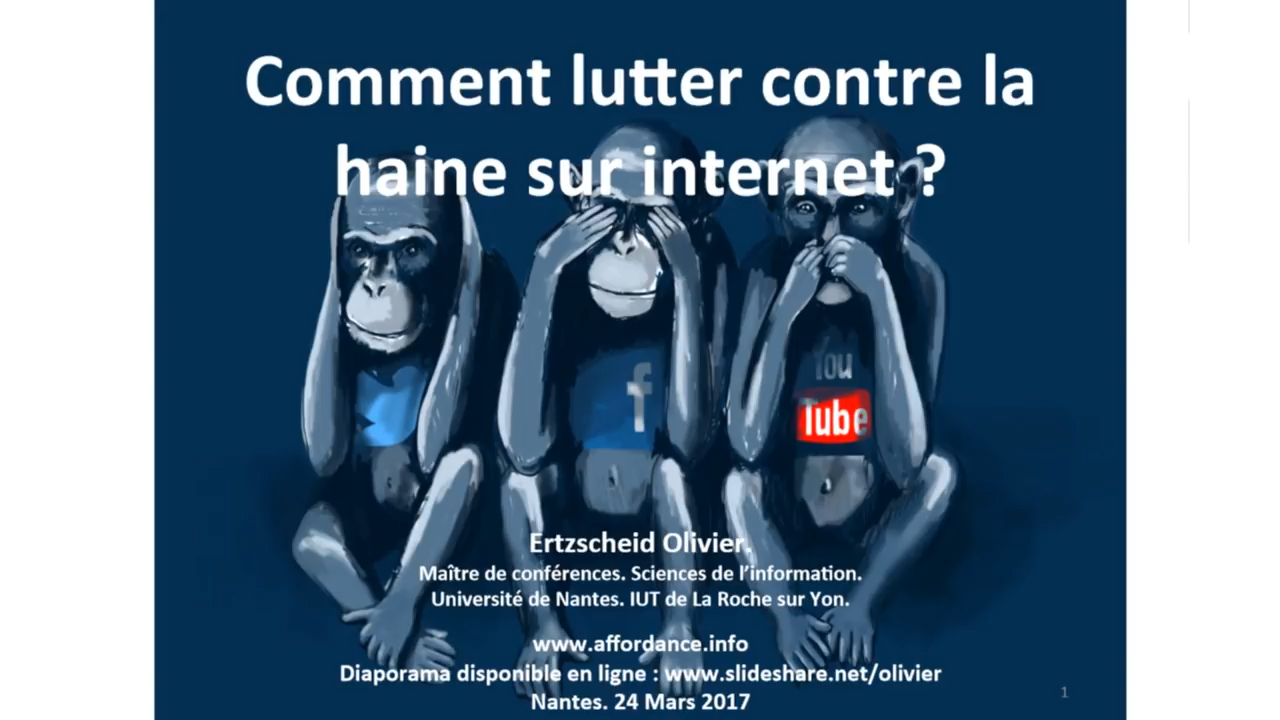 Comment lutter contre la
haine sur internet ?
f
You
Tube
Ertzscheid Olivier.
Maître de conférences. Sciences de l'information.
Université de Nantes. IUT de La Roche sur Yon.
www.affordance.info
Diaporama disponible en ligne : www.slideshare.net/olivier
Nantes. 24 Mars 2017
1